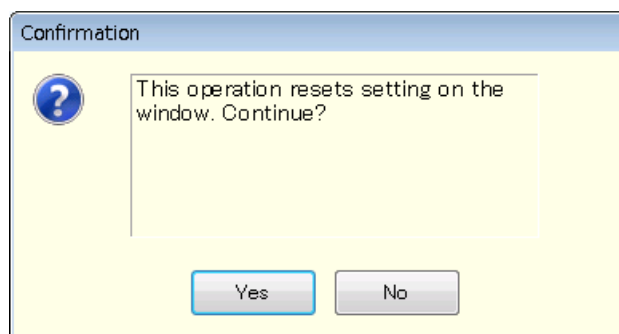 Confirmation
This operation resets setting on the
window. Continue?
Yes
No